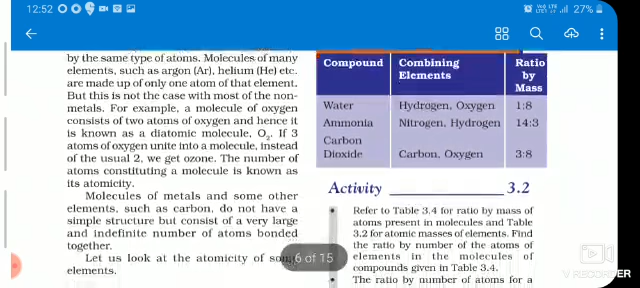 12:52
27%
by the same type of atoms. Molecules of many
elements, such as argon (Ar), helium (He) etc.
are made up of only one atom of that element.
But this is not the case with most of the non-
metals. For example, a molecule of oxygen
consists of two atoms of oxygen and hence it
is known as a diatomic molecule, O2. If 3
atoms of oxygen unite into a molecule, instead
of the usual 2, we get ozone. The number of
atoms constituting a molecule is known as
its atomicity.
Molecules of metals and some other
elements, such as carbon, do not have a
simple structure but consist of a very large
and indefinite number of atoms bonded
together.
Let us look at the atomicity of some
elements.
Compound Combining Ratio
Elements by
Mass
Water Hydrogen, Oxygen 1:8
Ammonia Nitrogen, Hydrogen 14:3
Carbon
Dioxide Carbon, Oxygen 3:8
Activity ______________ 3.2
• Refer to Table 3.4 for ratio by mass of
atoms present in molecules and Table
3.2 for atomic masses of elements. Find
the ratio by number of the atoms of
elements in the molecules of
compounds given in Table 3.4.
• The ratio by number of atoms for a
6 of 15
V RECORDER